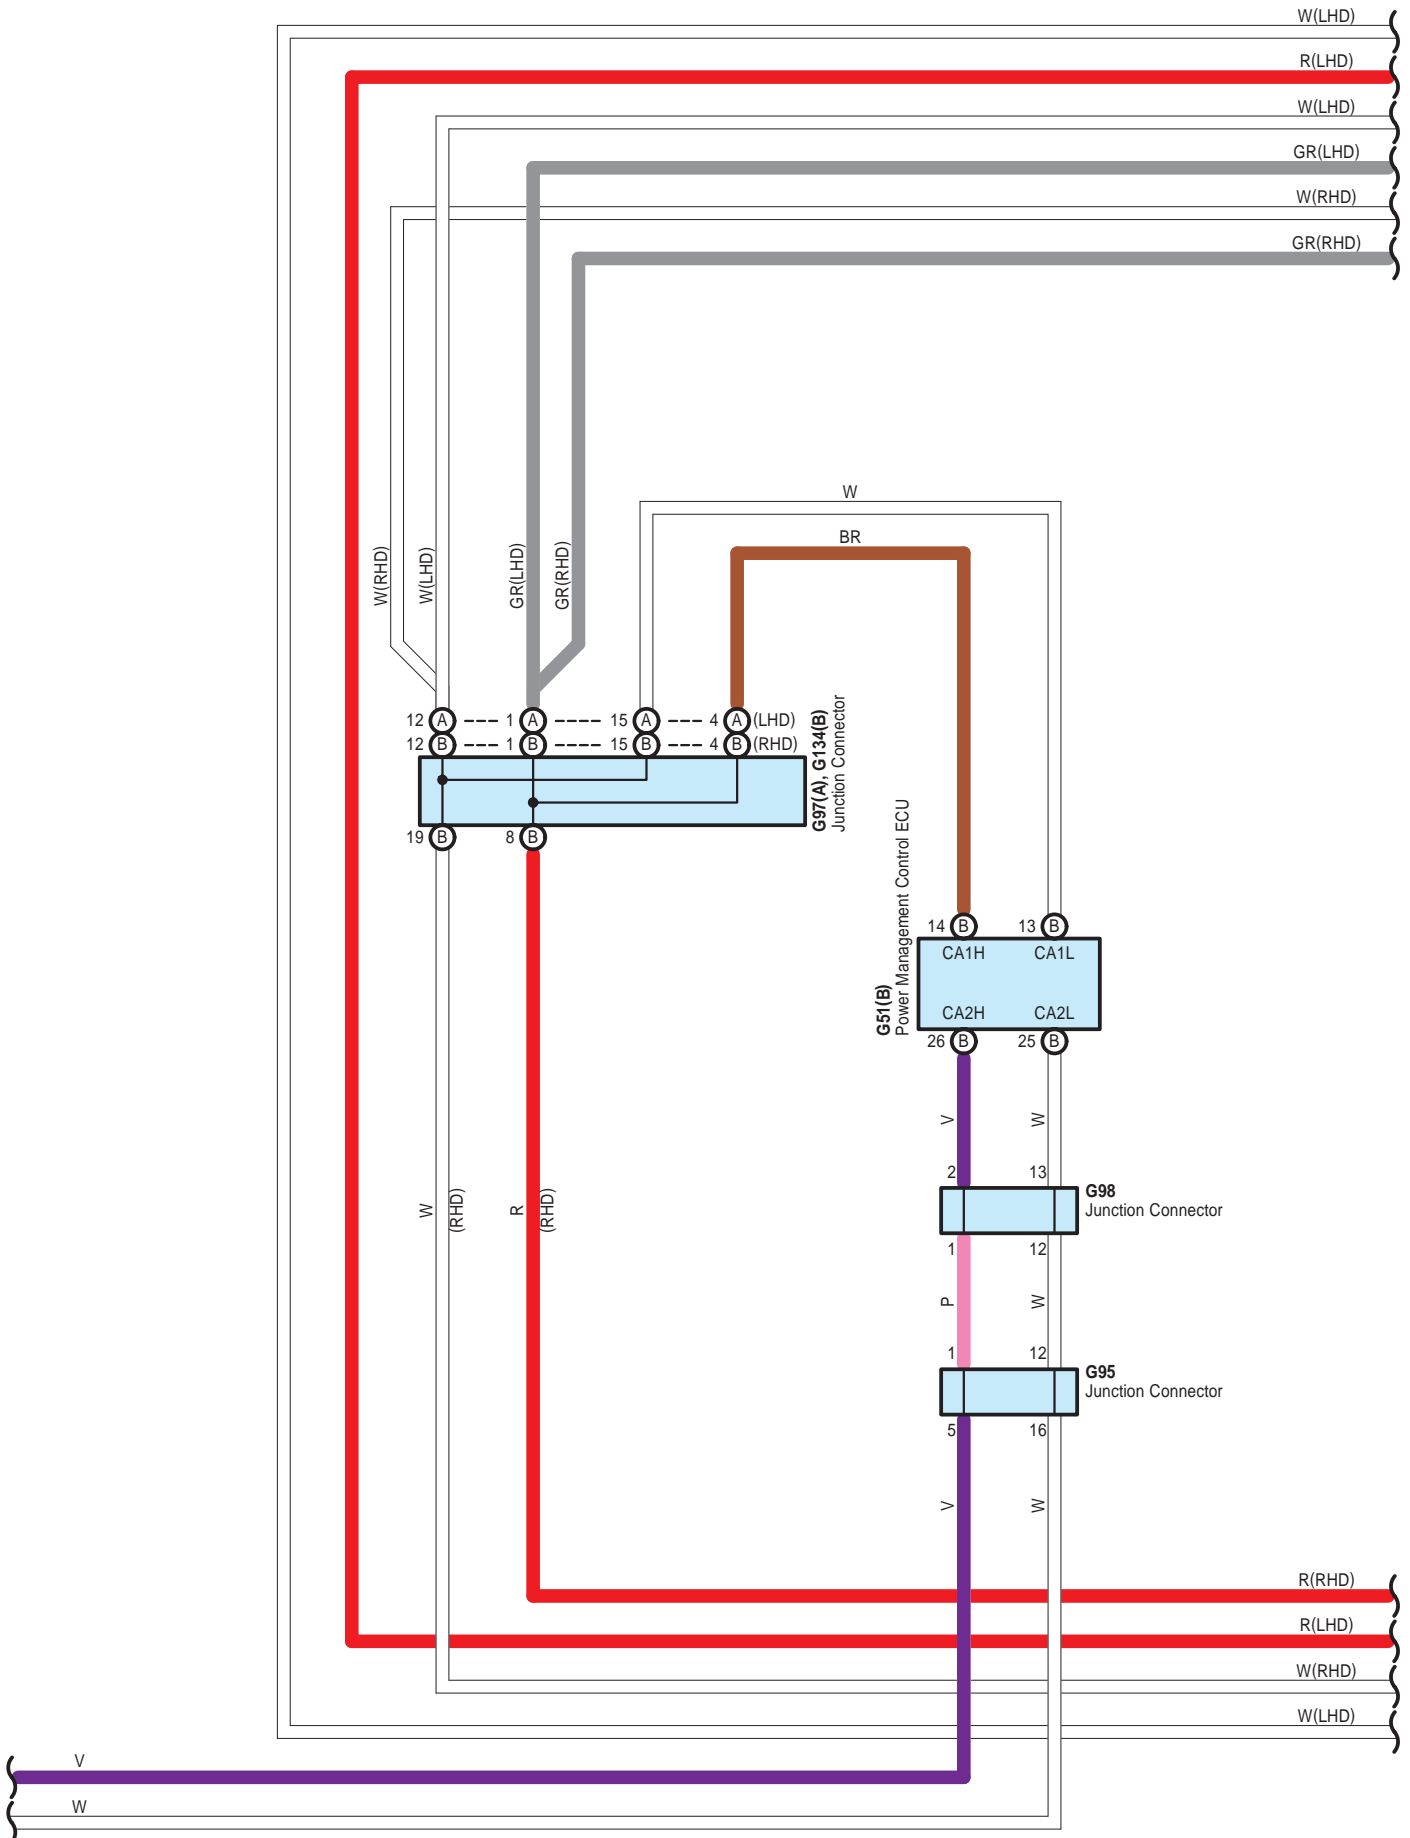 W(LHD)
R(LHD)
W(LHD)
GR(LHD)
W(RHD)
GR(RHD)
W
BR
W(RHD)
W(LHD)
GR(LHD)
GR(RHD)
12 A 1 A 15 A 4 A (LHD)
12 B 1 B 15 B 4 B (RHD)
G97(A), G134(B)
Junction Connector
19 B 8 B
G51(B)
Power Management Control ECU
14 B 13 B
CA1H CA1L
CA2H CA2L
26 B 25 B
V W
2 13
G98
Junction Connector
W
(RHD)
R
(RHD)
1 12
P W
1 12
G95
Junction Connector
5 16
V W
R(RHD)
R(LHD)
W(RHD)
W(LHD)
V
W